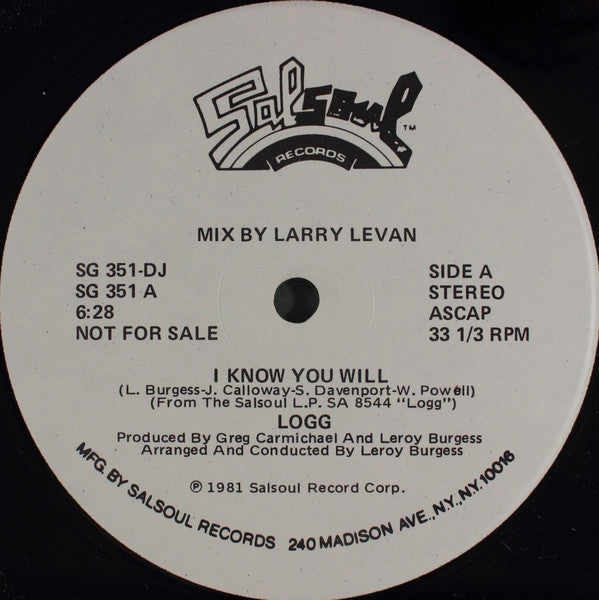 Salsoul™
RECORDS
MIX BY LARRY LEVAN
SG 351-DJ
SG 351 A
6:28
NOT FOR SALE
SIDE A
STEREO
ASCAP
33 1/3 RPM
I KNOW YOU WILL
(L. Burgess-J. Calloway-S. Davenport-W. Powell)
(From The Salsoul L.P. SA 8544 "Logg")
LOGG
Produced By Greg Carmichael And Leroy Burgess
Arranged And Conducted By Leroy Burgess
℗ 1981 Salsoul Record Corp.
MFG. BY SALSOUL RECORDS 240 MADISON AVE., N.Y., N.Y. 10016